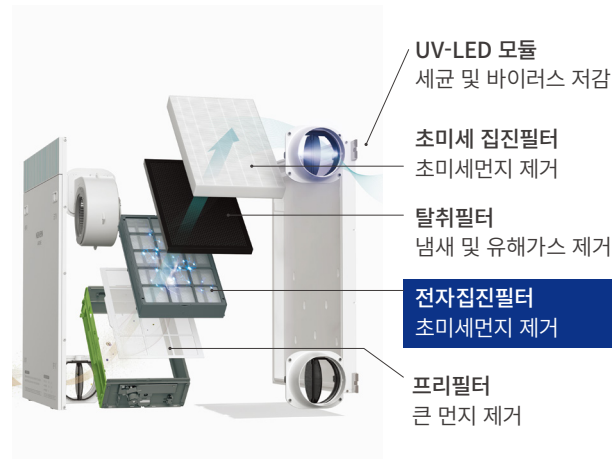 UV-LED 모듈
세균 및 바이러스 저감
초미세 집진필터
초미세먼지 제거
탈취필터
냄새 및 유해가스 제거
전자집진필터
초미세먼지 제거
프리필터
큰 먼지 제거